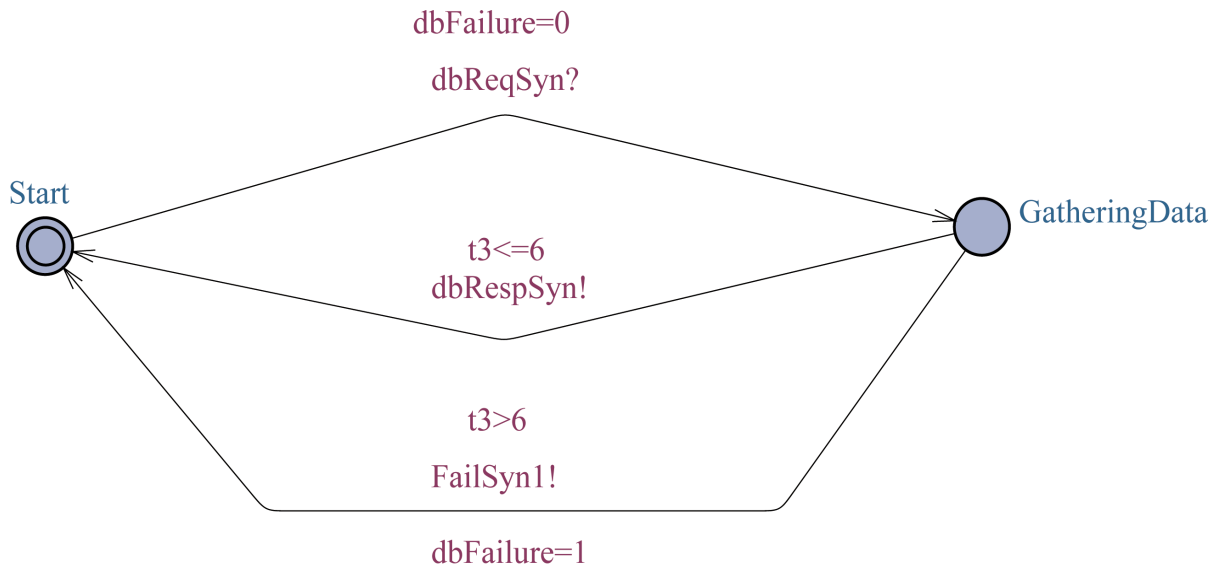 dbFailure=0
dbReqSyn?
Start
GatheringData
t3<=6
dbRespSyn!
t3>6
FailSyn1!
dbFailure=1